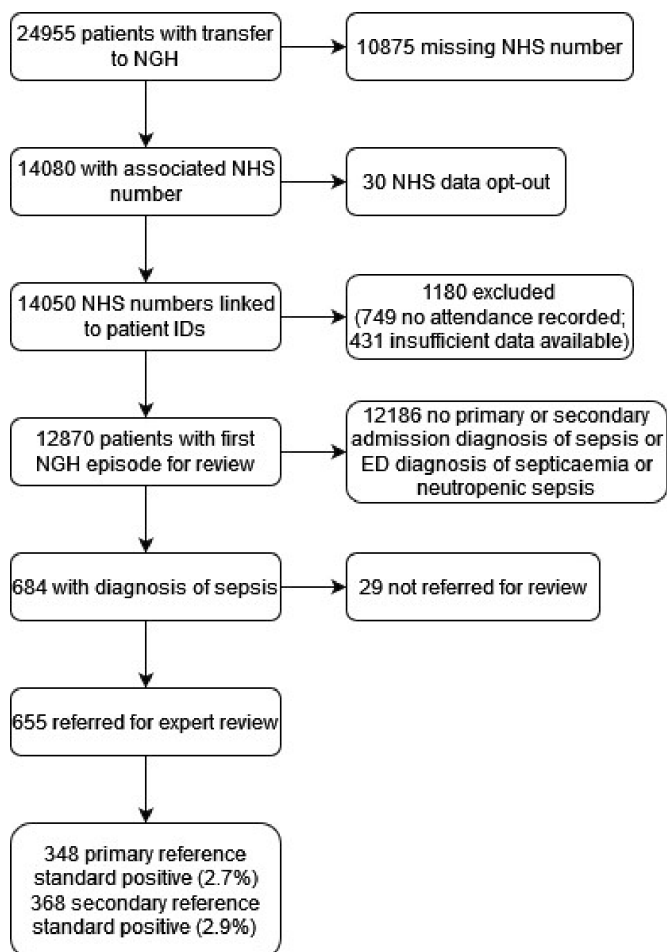 24955 patients with transfer
to NGH
10875 missing NHS number
14080 with associated NHS
number
30 NHS data opt-out
14050 NHS numbers linked
to patient IDs
1180 excluded
(749 no attendance recorded;
431 insufficient data available)
12870 patients with first
NGH episode for review
12186 no primary or secondary
admission diagnosis of sepsis or
ED diagnosis of septicaemia or
neutropenic sepsis
684 with diagnosis of sepsis
29 not referred for review
655 referred for expert review
348 primary reference
standard positive (2.7%)
368 secondary reference
standard positive (2.9%)